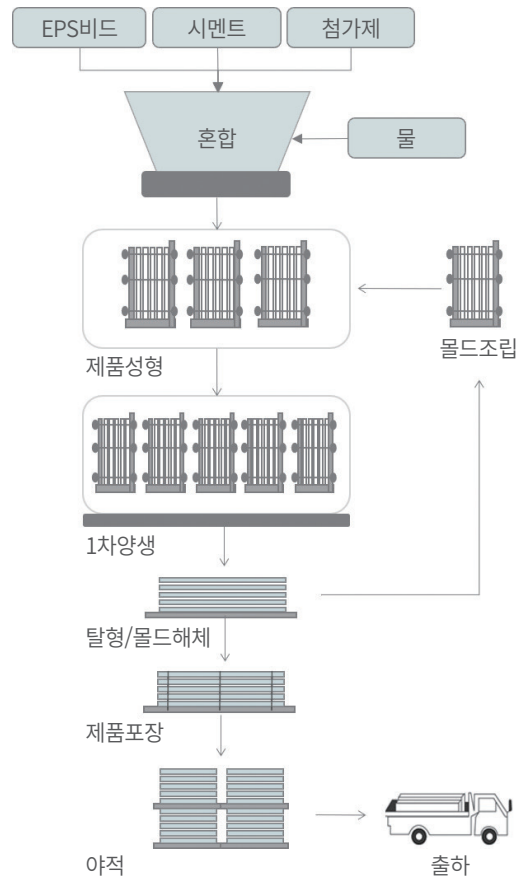 EPS비드
시멘트
첨가제
혼합
물
제품성형
몰드조립
1차양생
탈형/몰드해체
제품포장
야적
출하